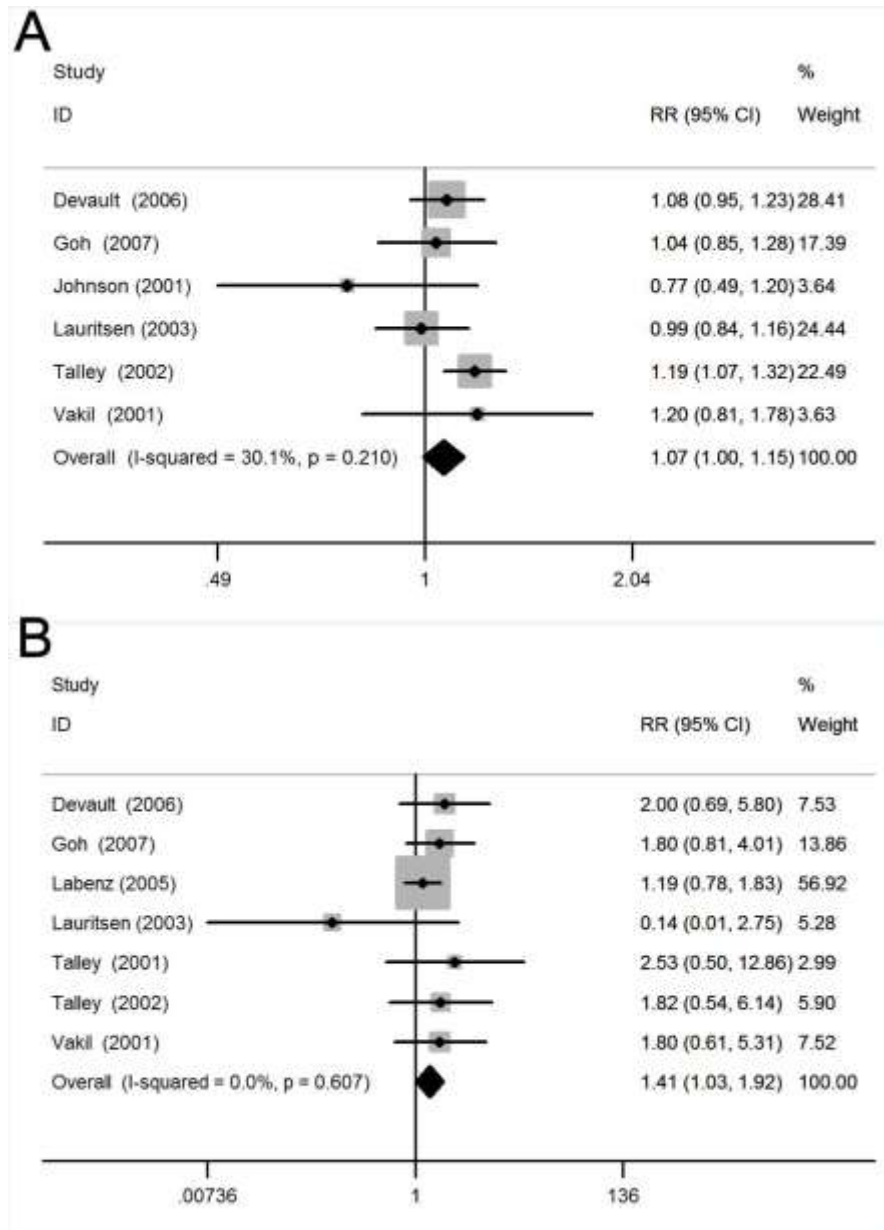 A
Study %
ID RR (95% CI) Weight
Devault (2006) 1.08 (0.95, 1.23) 28.41
Goh (2007) 1.04 (0.85, 1.28) 17.39
Johnson (2001) 0.77 (0.49, 1.20) 3.64
Lauritsen (2003) 0.99 (0.84, 1.16) 24.44
Talley (2002) 1.19 (1.07, 1.32) 22.49
Vakil (2001) 1.20 (0.81, 1.78) 3.63
Overall (I-squared = 30.1%, p = 0.210) 1.07 (1.00, 1.15) 100.00
.49 1 2.04
B
Study %
ID RR (95% CI) Weight
Devault (2006) 2.00 (0.69, 5.80) 7.53
Goh (2007) 1.80 (0.81, 4.01) 13.86
Labenz (2005) 1.19 (0.78, 1.83) 56.92
Lauritsen (2003) 0.14 (0.01, 2.75) 5.28
Talley (2001) 2.53 (0.50, 12.86) 2.99
Talley (2002) 1.82 (0.54, 6.14) 5.90
Vakil (2001) 1.80 (0.61, 5.31) 7.52
Overall (I-squared = 0.0%, p = 0.607) 1.41 (1.03, 1.92) 100.00
.00736 1 136